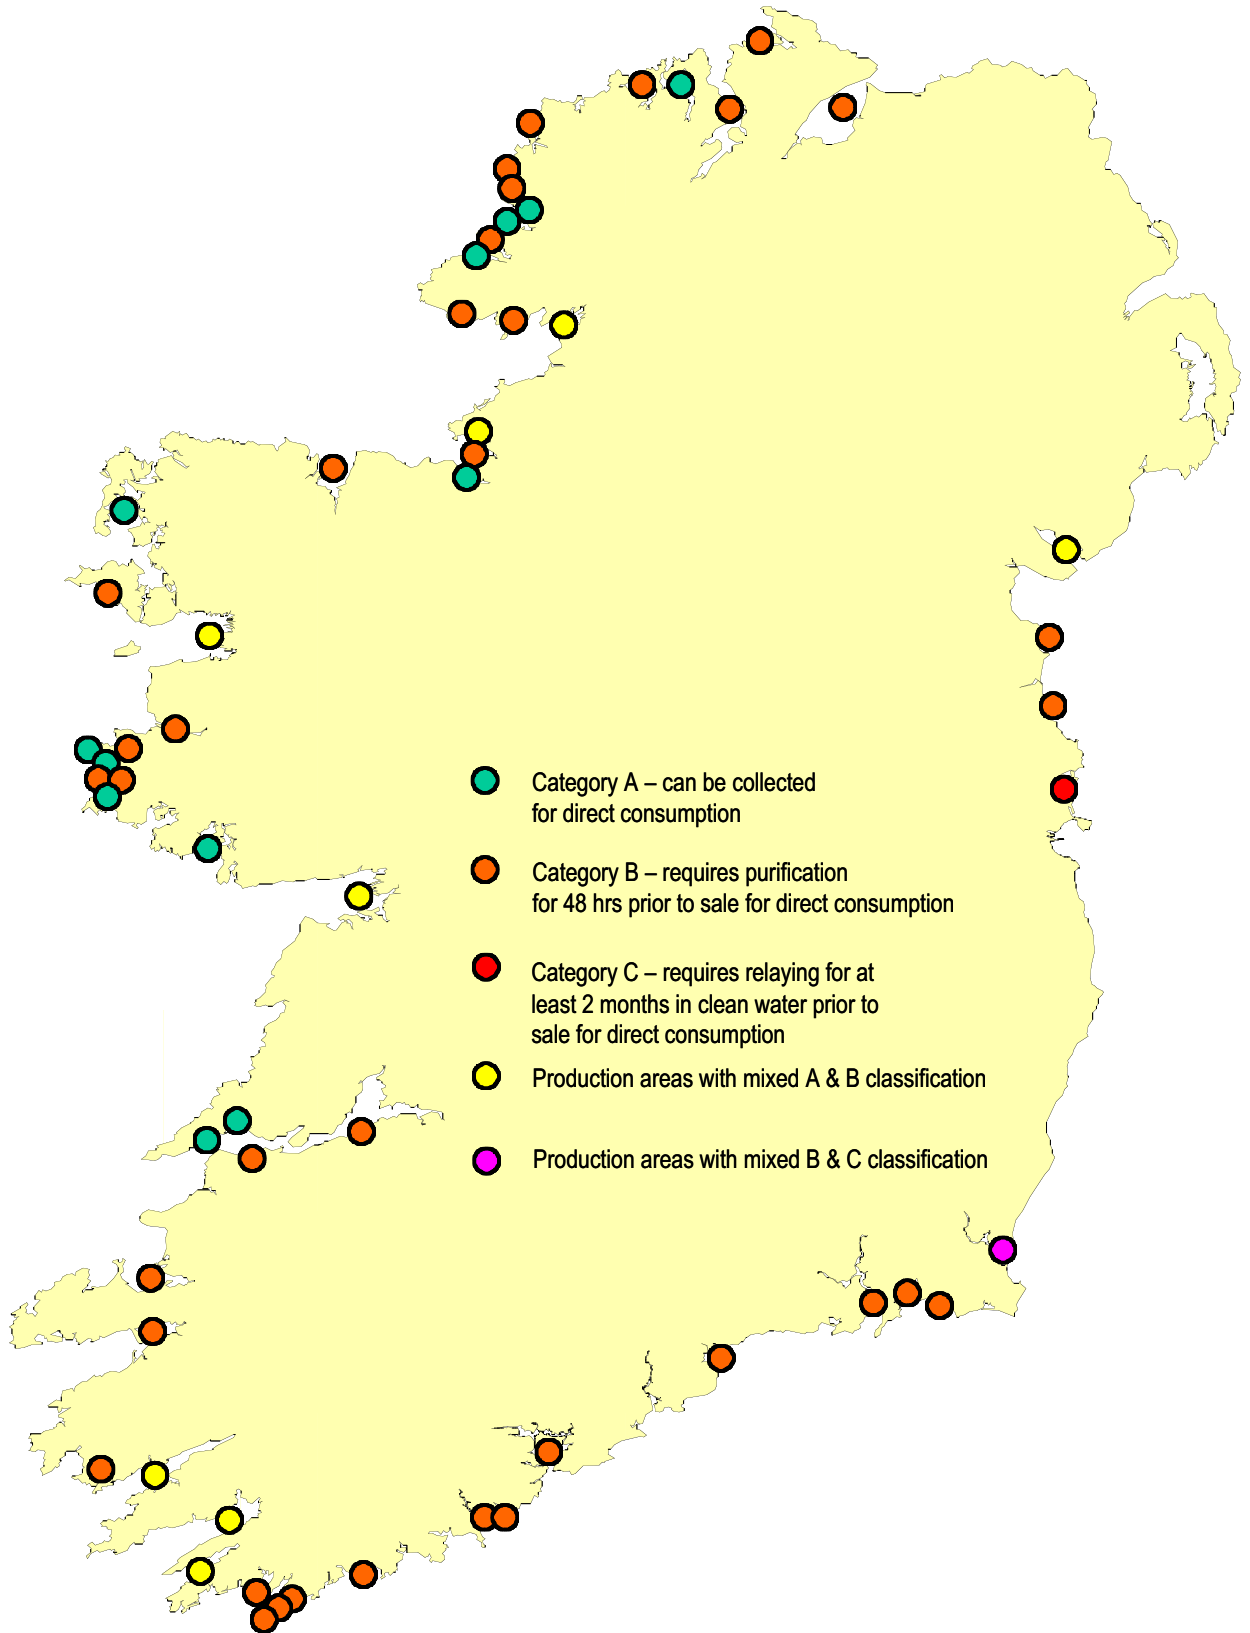 Category A – can be collected
for direct consumption
Category B – requires purification
for 48 hrs prior to sale for direct consumption
Category C – requires relaying for at
least 2 months in clean water prior to
sale for direct consumption
Production areas with mixed A & B classification
Production areas with mixed B & C classification